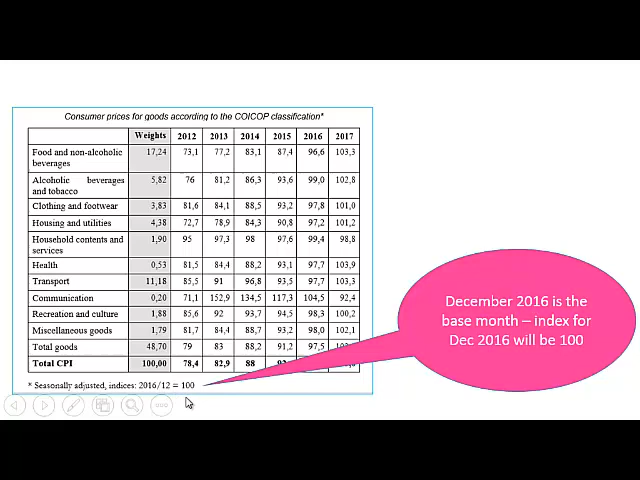 Consumer prices for goods according to the COICOP classification*
Weights 2012 2013 2014 2015 2016 2017
Food and non-alcoholic beverages 17,24 73,1 77,2 83,1 87,4 96,6 103,3
Alcoholic beverages and tobacco 5,82 76 81,2 86,3 93,6 99,0 102,8
Clothing and footwear 3,83 81,6 84,1 88,5 93,2 97,8 101,0
Housing and utilities 4,38 72,7 78,9 84,3 90,8 97,2 101,2
Household contents and services 1,90 95 97,3 98 97,6 99,4 98,8
Health 0,53 81,5 84,4 88,2 93,1 97,7 103,9
Transport 11,18 85,5 91 96,8 93,5 97,7 103,3
Communication 0,20 71,1 152,9 134,5 117,3 104,5 92,4
Recreation and culture 1,88 85,6 92 93,7 94,5 98,3 100,2
Miscellaneous goods 1,79 81,7 84,4 88,7 93,2 98,0 102,1
Total goods 48,70 79 83 88,2 91,2 97,5
Total CPI 100,00 78,4 82,9 88
* Seasonally adjusted, indices: 2016/12 = 100
December 2016 is the
base month – index for
Dec 2016 will be 100